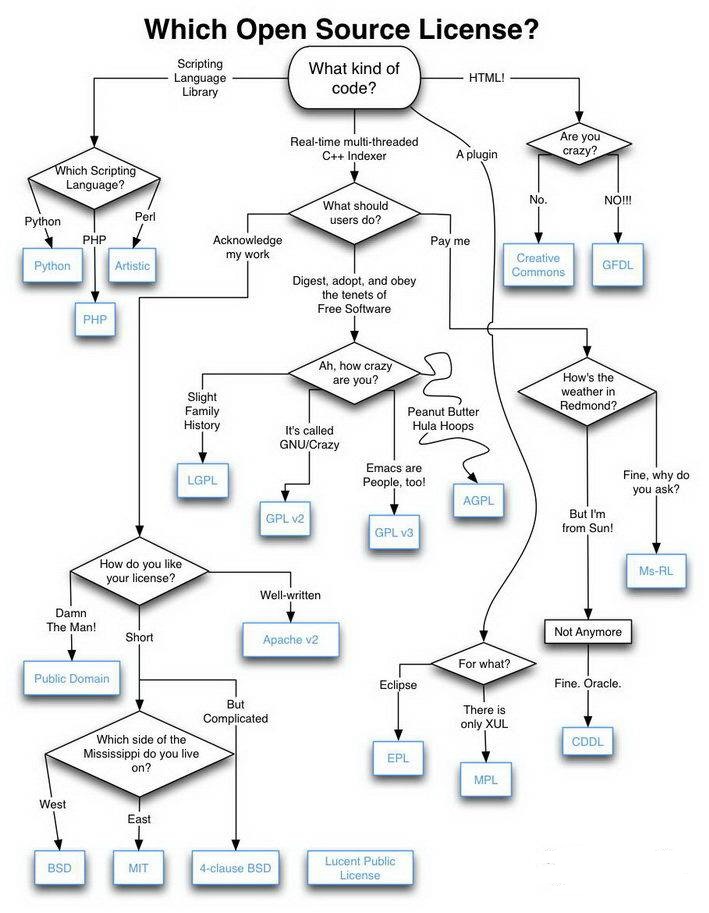 Which Open Source License?
What kind of
code?
Scripting
Language
Library
HTML!
Real-time multi-threaded
C++ Indexer
A plugin
Are you
crazy?
Which Scripting
Language?
No.
NO!!!
Python
PHP
Perl
What should
users do?
Acknowledge
my work
Pay me
Python
Artistic
Creative
Commons
GFDL
PHP
Digest, adopt, and obey
the tenets of
Free Software
Ah, how crazy
are you?
How's the
weather in
Redmond?
Slight
Family
History
It's called
GNU/Crazy
Emacs are
People, too!
Peanut Butter
Hula Hoops
LGPL
GPL v2
GPL v3
AGPL
Fine, why do
you ask?
But I'm
from Sun!
Ms-RL
How do you like
your license?
Damn
The Man!
Short
Well-written
Public Domain
Apache v2
Not Anymore
For what?
Fine. Oracle.
Eclipse
There is
only XUL
CDDL
EPL
MPL
But
Complicated
Which side of the
Mississippi do you live
on?
West
East
BSD
MIT
4-clause BSD
Lucent Public
License